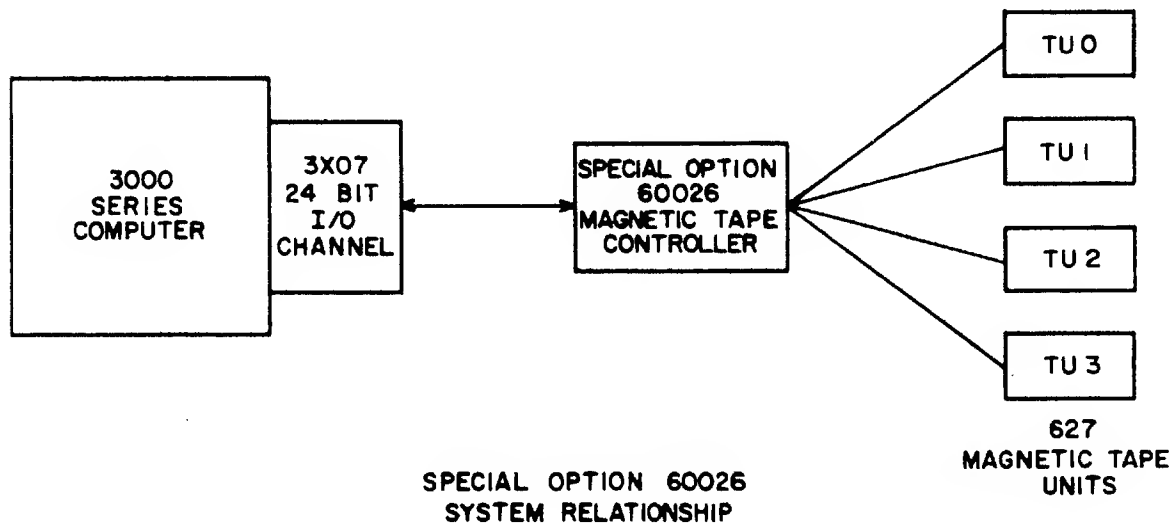 3000
SERIES
COMPUTER
3X07
24 BIT
I/O
CHANNEL
SPECIAL OPTION
60026
MAGNETIC TAPE
CONTROLLER
TU 0
TU 1
TU 2
TU 3
627
MAGNETIC TAPE
UNITS
SPECIAL OPTION 60026
SYSTEM RELATIONSHIP